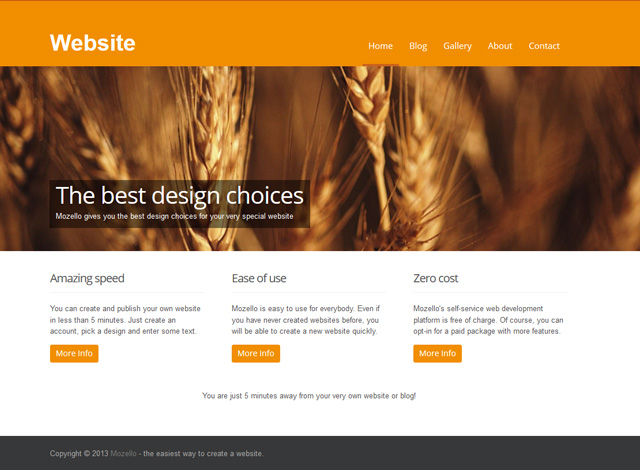 Website
Home Blog Gallery About Contact
The best design choices
Mozello gives you the best design choices for your very special website
Amazing speed
You can create and publish your own website
in less than 5 minutes. Just create an
account, pick a design and enter some text.
More Info
Ease of use
Mozello is easy to use for everybody. Even if
you have never created websites before, you
will be able to create a new website quickly.
More Info
Zero cost
Mozello's self-service web development
platform is free of charge. Of course, you can
opt-in for a paid package with more features.
More Info
You are just 5 minutes away from your very own website or blog!
Copyright © 2013 Mozello - the easiest way to create a website.